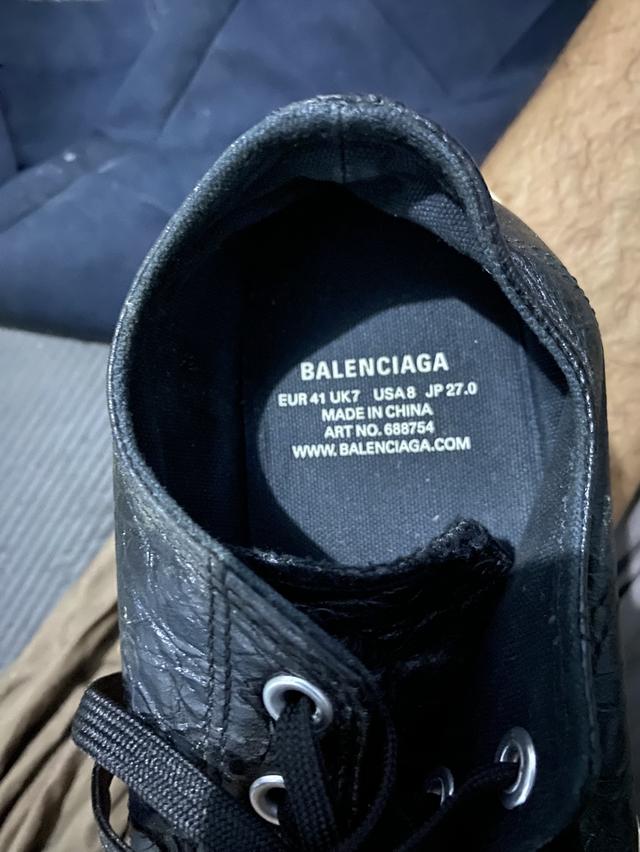 BALENCIAGA
EUR 41 UK7 USA 8 JP 27.0
MADE IN CHINA
ART NO. 688754
WWW.BALENCIAGA.COM